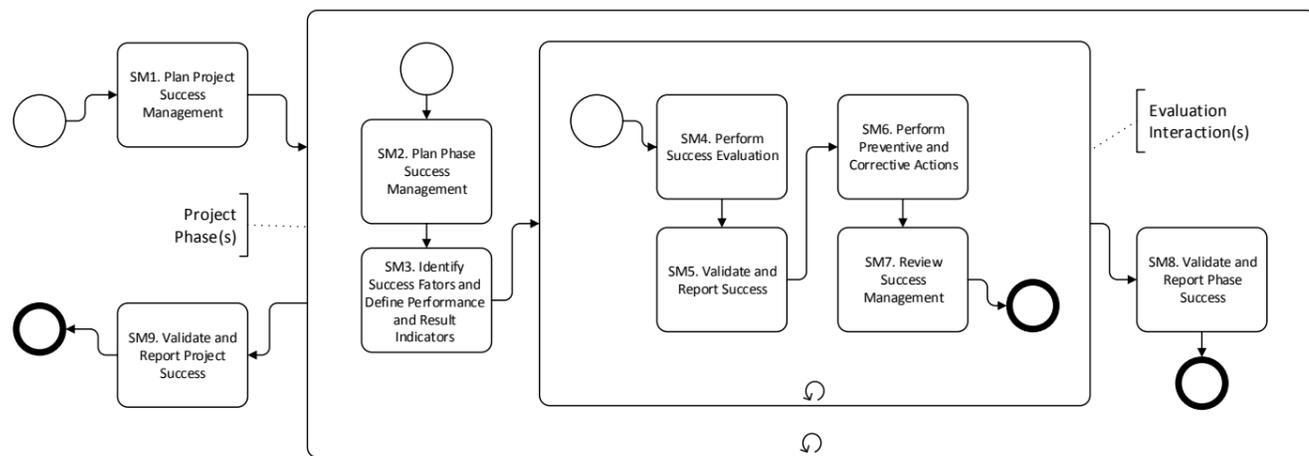 SM1. Plan Project
Success
Management
SM2. Plan Phase
Success
Management
SM3. Identify
Success Fators and
Define Performance
and Result
Indicators
SM4. Perform
Success Evaluation
SM5. Validate and
Report Success
SM6. Perform
Preventive and
Corrective Actions
SM7. Review
Success
Management
Evaluation
Interaction(s)
Project
Phase(s)
SM8. Validate and
Report Phase
Success
SM9. Validate and
Report Project
Success